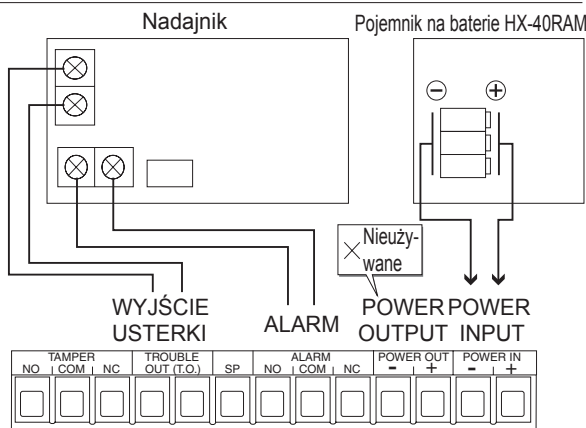 Nadajnik
Pojemnik na baterie HX-40RAM
⊖ ⊕
Nieuży-
wane
WYJŚCIE
USTERKI
ALARM
POWER
OUTPUT
POWER
INPUT
TAMPER
NO COM NC
TROUBLE
OUT (T.O.)
SP
ALARM
NO COM NC
POWER OUT
- +
POWER IN
- +